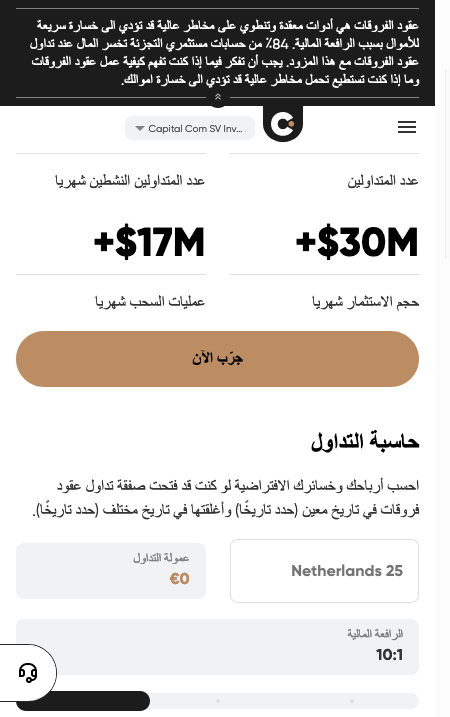 عقود الفروقات هي أدوات معقدة وتنطوي على مخاطر عالية قد تؤدي الى خسارة سريعة
للأموال بسبب الرافعة المالية. 84٪ من حسابات مستثمري التجزئة تخسر المال عند تداول
عقود الفروقات مع هذا المزود. يجب أن تفكر فيما إذا كنت تفهم كيفية عمل عقود الفروقات
وما إذا كنت تستطيع تحمل مخاطر عالية قد تؤدي الى خسارة اموالك.
Capital Com SV Inv...
عدد المتداولين
عدد المتداولين النشطين شهريا
$30M+
$17M+
حجم الاستثمار شهريا
عمليات السحب شهريا
جرّب الآن
حاسبة التداول
احسب أرباحك وخسائرك الافتراضية لو كنت قد فتحت صفقة تداول عقود
فروقات في تاريخ معين (حدد تاريخًا) وأغلقتها في تاريخ مختلف (حدد تاريخًا).
Netherlands 25
عمولة التداول
€0
الرافعة المالية
10:1